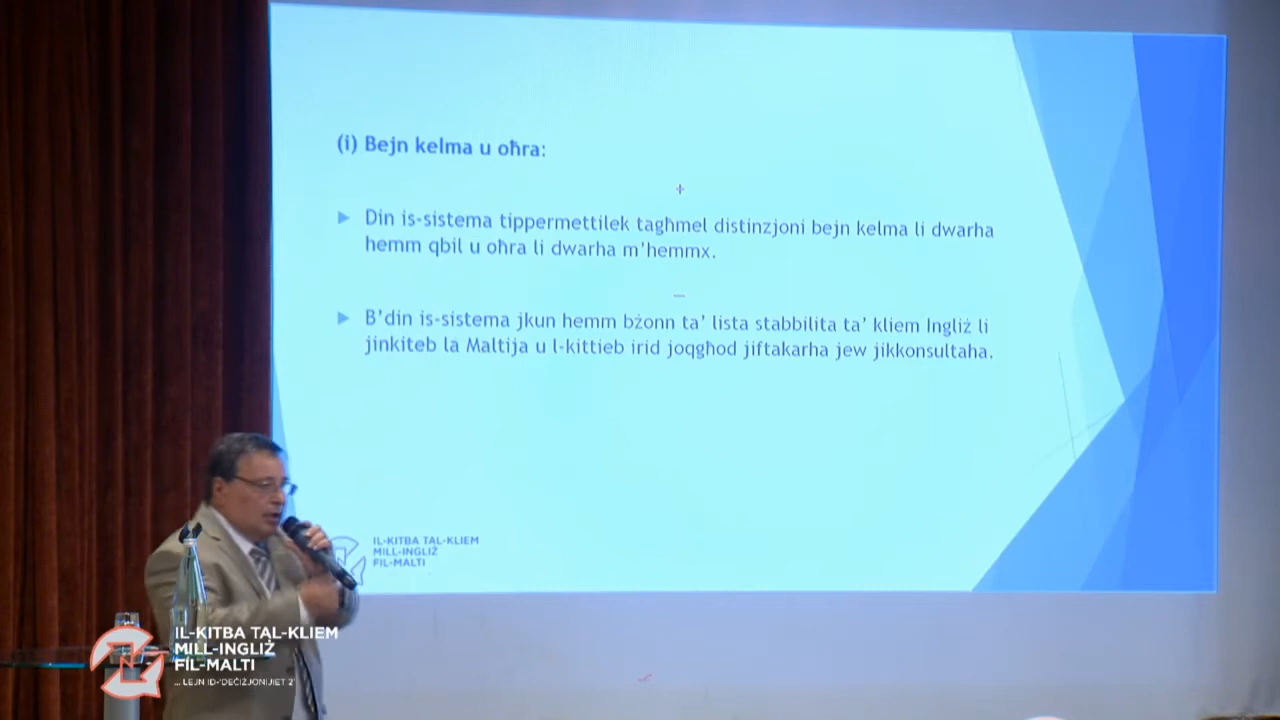 (i) Bejn kelma u oħra:
+
Din is-sistema tippermettilek tagħmel distinzjoni bejn kelma li dwarha
hemm qbil u oħra li dwarha m’hemmx.
—
B’din is-sistema jkun hemm bżonn ta’ lista stabbilita ta’ kliem Ingliż li
jinkiteb la Maltija u l-kittieb irid joqgħod jiftakarha jew jikkonsultaha.
IL-KITBA TAL-KLIEM
MILL-INGLIŻ
FIL-MALTI
IL-KITBA TAL-KLIEM
MILL-INGLIŻ
FIL-MALTI
... LEJN ID-'DEĊIŻJONIJIET 2'